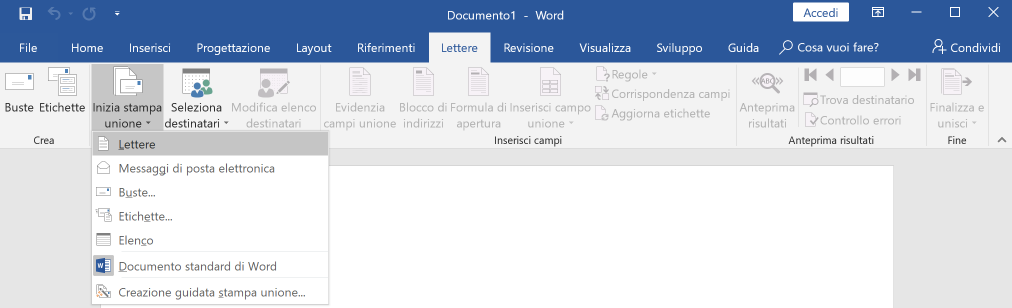 Documento1 - Word
Accedi
File Home Inserisci Progettazione Layout Riferimenti Lettere Revisione Visualizza Sviluppo Guida Cosa vuoi fare? Condividi
Buste Etichette
Crea
Inizia stampa unione
Seleziona destinatari
Modifica elenco destinatari
Evidenzia campi unione
Blocco di indirizzi
Formula di apertura
Inserisci campo unione
Regole
Corrispondenza campi
Aggiorna etichette
Inserisci campi
Anteprima risultati
Trova destinatario
Controllo errori
Anteprima risultati
Finalizza e unisci
Fine
Lettere
Messaggi di posta elettronica
Buste...
Etichette...
Elenco
Documento standard di Word
Creazione guidata stampa unione...